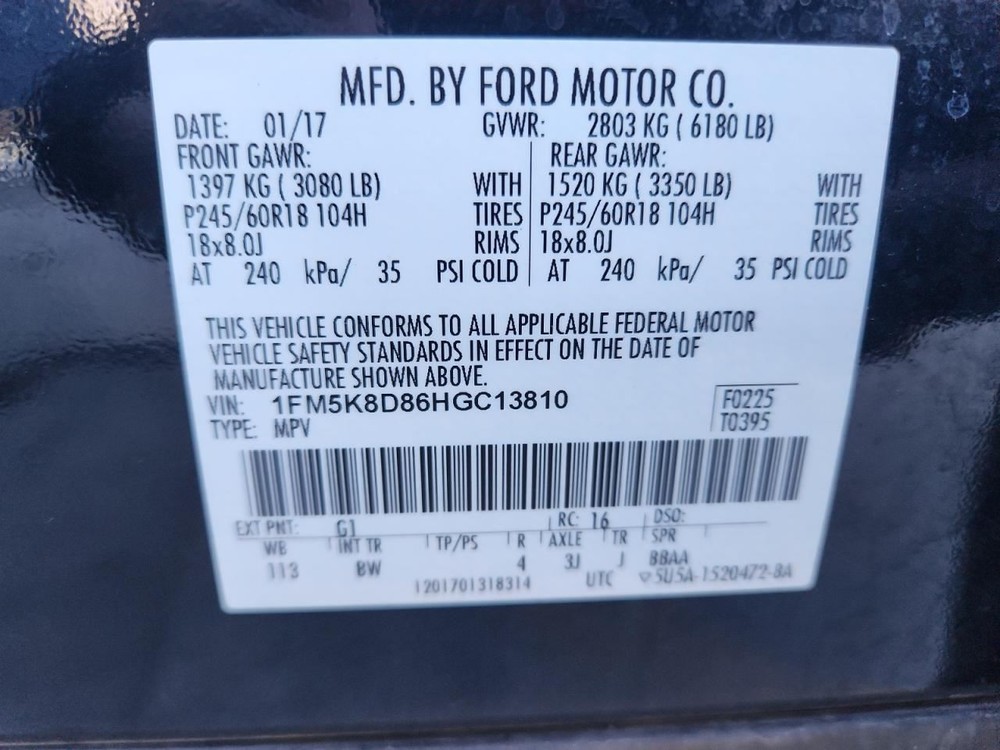 MFD. BY FORD MOTOR CO.
DATE: 01/17 GVWR: 2803 KG ( 6180 LB)
FRONT GAWR: REAR GAWR:
1397 KG ( 3080 LB) WITH 1520 KG ( 3350 LB) WITH
P245/60R18 104H TIRES P245/60R18 104H TIRES
18x8.0J RIMS 18x8.0J RIMS
AT 240 kPa/ 35 PSI COLD AT 240 kPa/ 35 PSI COLD
THIS VEHICLE CONFORMS TO ALL APPLICABLE FEDERAL MOTOR
VEHICLE SAFETY STANDARDS IN EFFECT ON THE DATE OF
MANUFACTURE SHOWN ABOVE.
VIN: 1FM5K8D86HGC13810 F0225
TYPE: MPV T0395
EXT PNT: G1 RC: 16 DSO:
WB INT TR TP/PS R AXLE TR SPR
113 BW 4 3J J BBAA
1201701318314 UTC ▽5U5A-1520472-BA